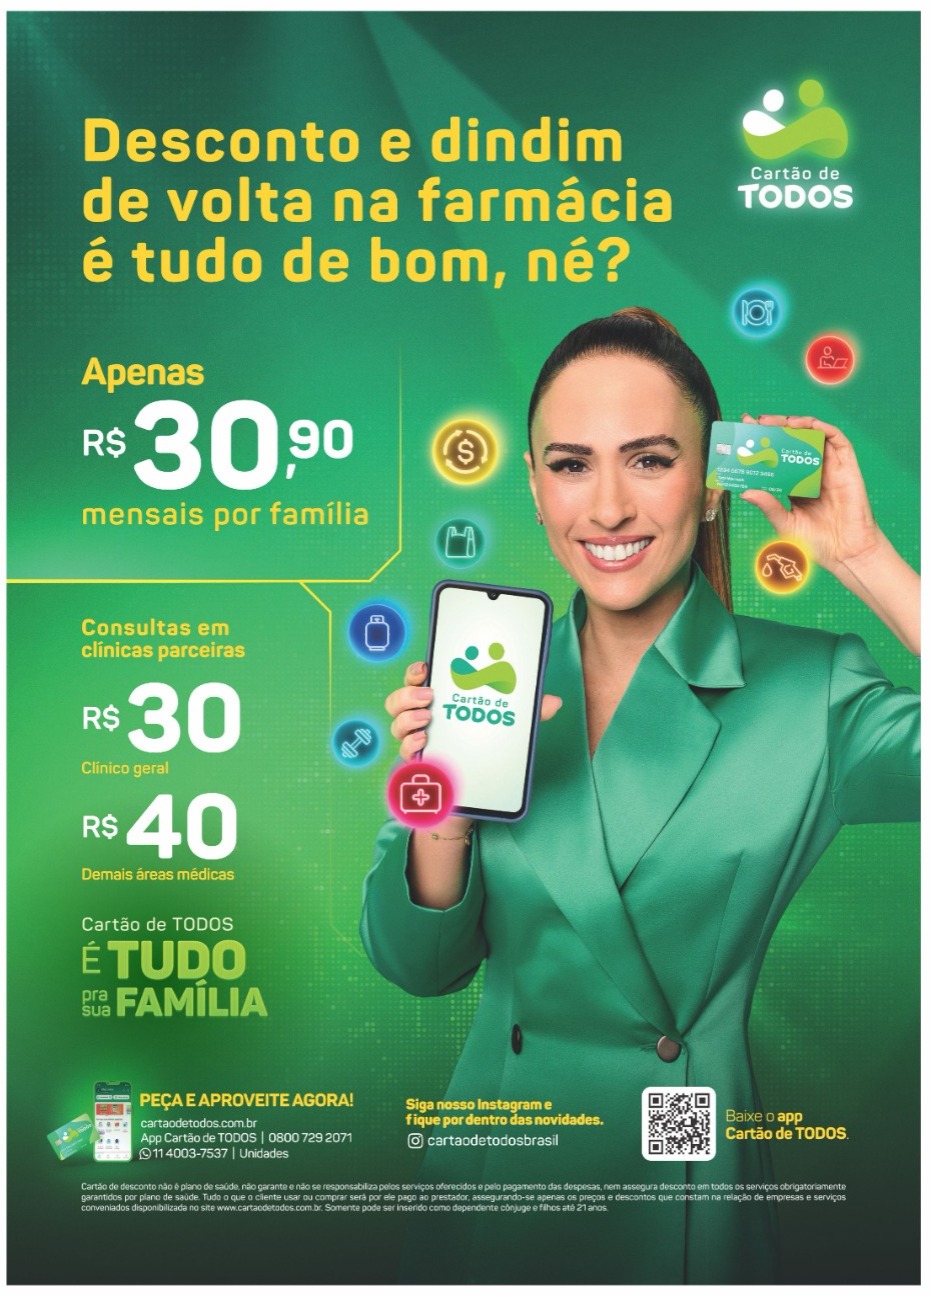 Desconto e dindim
de volta na farmácia
é tudo de bom, né?
Cartão de
TODOS
Apenas
R$ 30,90
mensais por família
Cartão de
TODOS
Consultas em
clínicas parceiras
R$ 30
Clínico geral
R$ 40
Demais áreas médicas
Cartão de
TODOS
Cartão de TODOS
É TUDO
pra sua FAMÍLIA
PEÇA E APROVEITE AGORA!
cartaodetodos.com.br
App Cartão de TODOS | 0800 729 2071
11 4003-7537 | Unidades
Siga nosso Instagram e
fique por dentro das novidades.
cartaodetodosbrasil
Baixe o app
Cartão de TODOS.
Cartão de desconto não é plano de saúde, não garante e não se responsabiliza pelos serviços oferecidos e pelo pagamento das despesas, nem assegura desconto em todos os serviços obrigatoriamente
garantidos por plano de saúde. Tudo o que o cliente usar ou comprar será por ele pago ao prestador, assegurando-se apenas os preços e descontos que constam na relação de empresas e serviços
conveniados disponibilizada no site www.cartaodetodos.com.br. Somente pode ser inserido como dependente cônjuge e filhos até 21 anos.